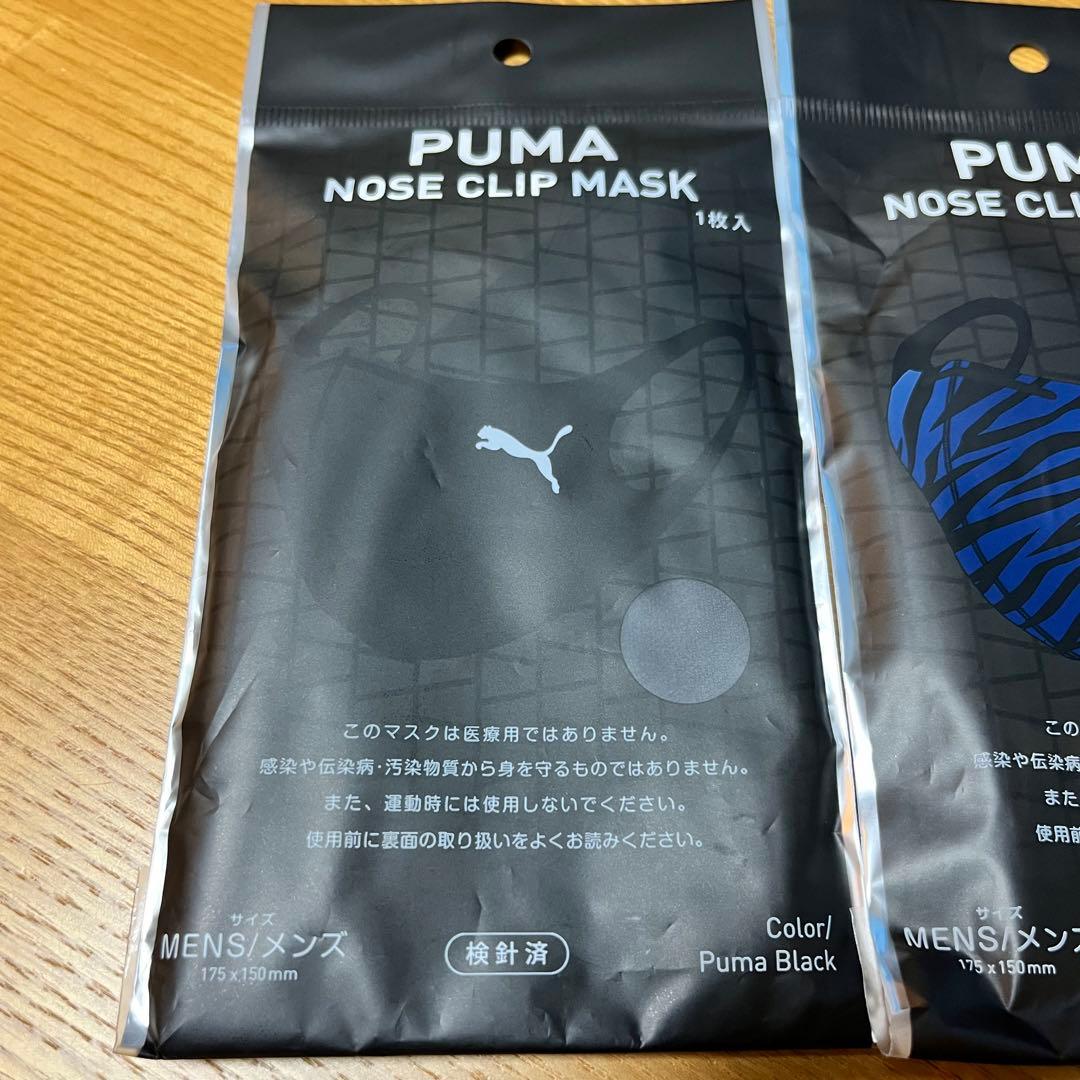 PUMA
NOSE CLIP MASK
1枚入
このマスクは医療用ではありません。
感染や伝染病・汚染物質から身を守るものではありません。
また、運動時には使用しないでください。
使用前に裏面の取り扱いをよくお読みください。
サイズ
MENS/メンズ
175 x 150mm
検針済
Color/
Puma Black
PUM
NOSE CLI
この
感染や伝染病
また
使用前
サイズ
MENS/メンズ
175 x 150mm